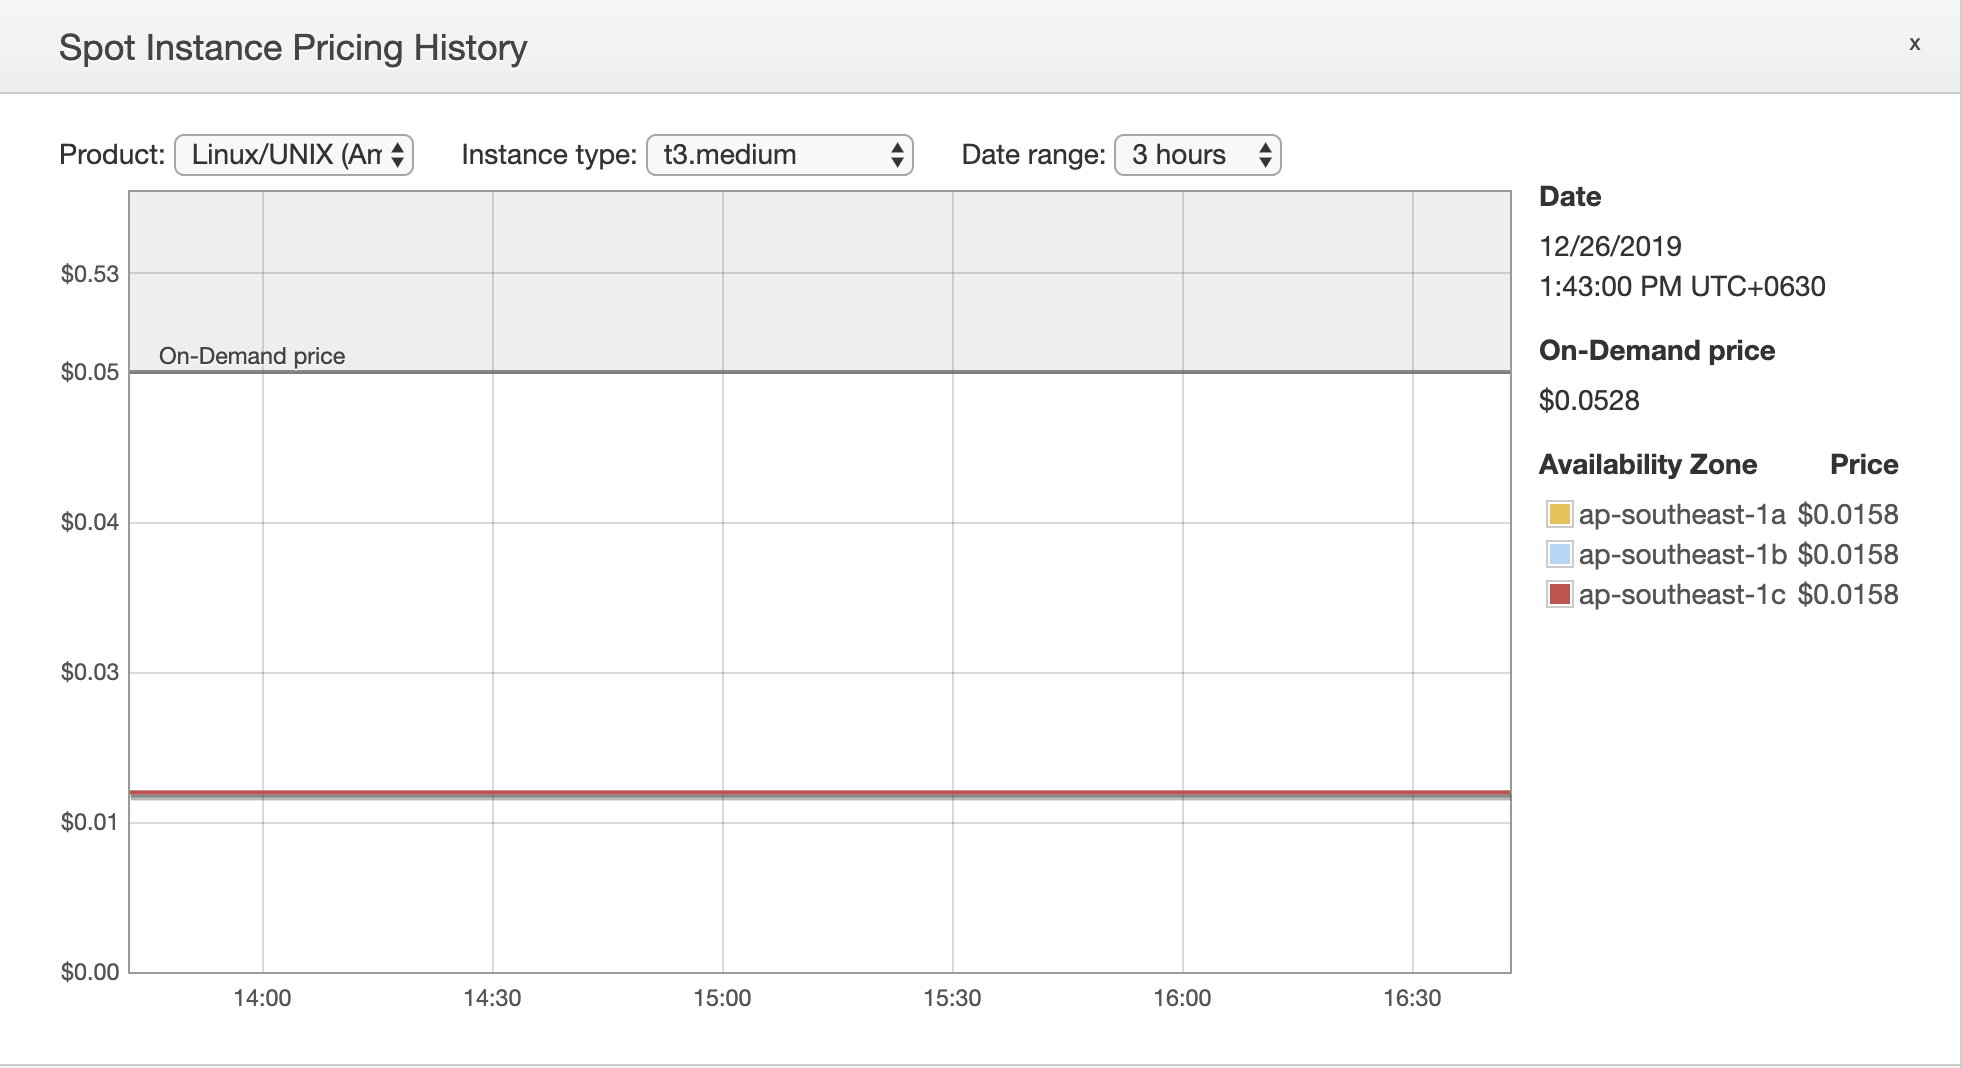 Spot Instance Pricing History
x
Product: Linux/UNIX (Am Instance type: t3.medium Date range: 3 hours
$0.53
On-Demand price
$0.05
$0.04
$0.03
$0.01
$0.00
14:00 14:30 15:00 15:30 16:00 16:30
Date
12/26/2019
1:43:00 PM UTC+0630
On-Demand price
$0.0528
Availability Zone Price
ap-southeast-1a $0.0158
ap-southeast-1b $0.0158
ap-southeast-1c $0.0158